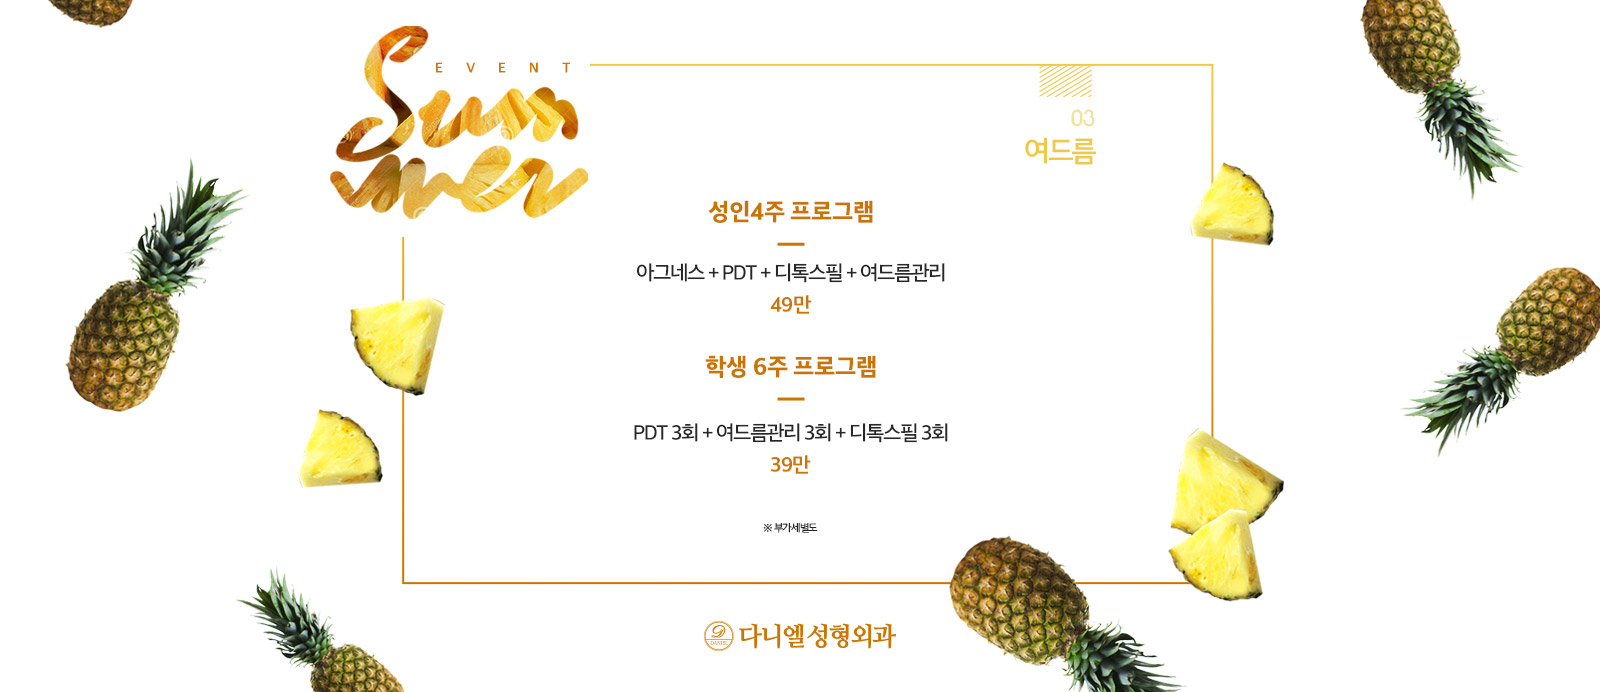 EVENT
Summer
03
여드름
성인4주 프로그램
아그네스 + PDT + 디톡스필 + 여드름관리
49만
학생 6주 프로그램
PDT 3회 + 여드름관리 3회 + 디톡스필 3회
39만
※ 부가세별도
DANIEL 다니엘성형외과